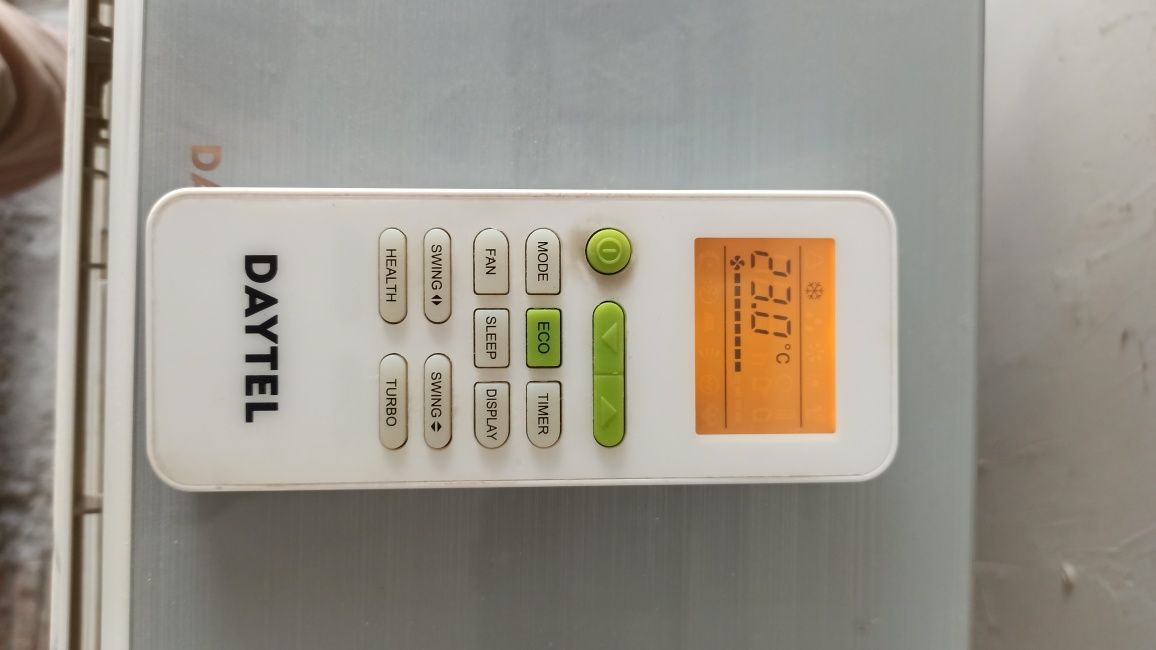 23.0°C
MODE
ECO
TIMER
FAN
SLEEP
DISPLAY
SWING
SWING
HEALTH
TURBO
DAYTEL